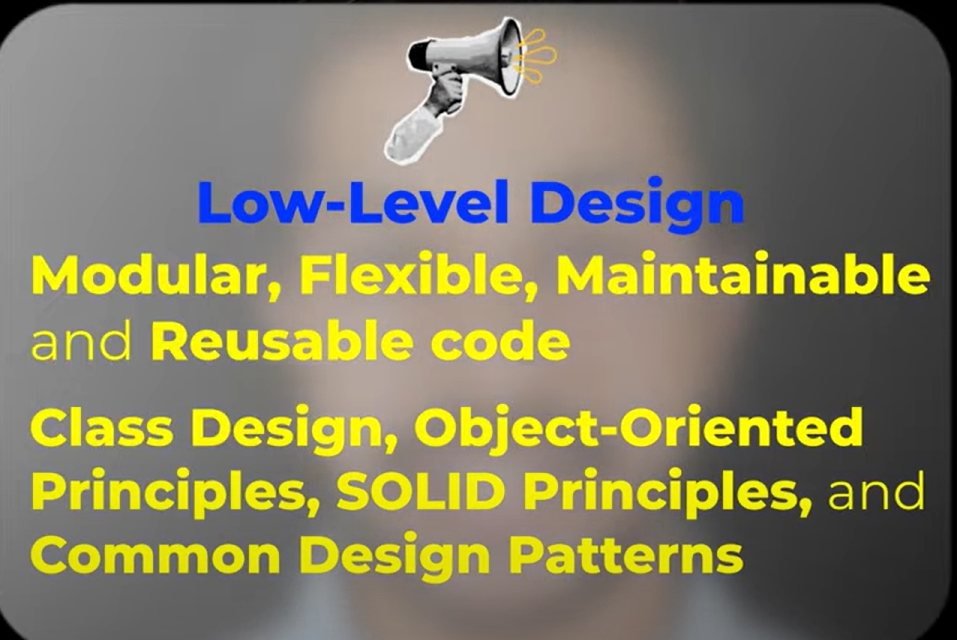 Low-Level Design
Modular, Flexible, Maintainable
and Reusable code
Class Design, Object-Oriented
Principles, SOLID Principles, and
Common Design Patterns